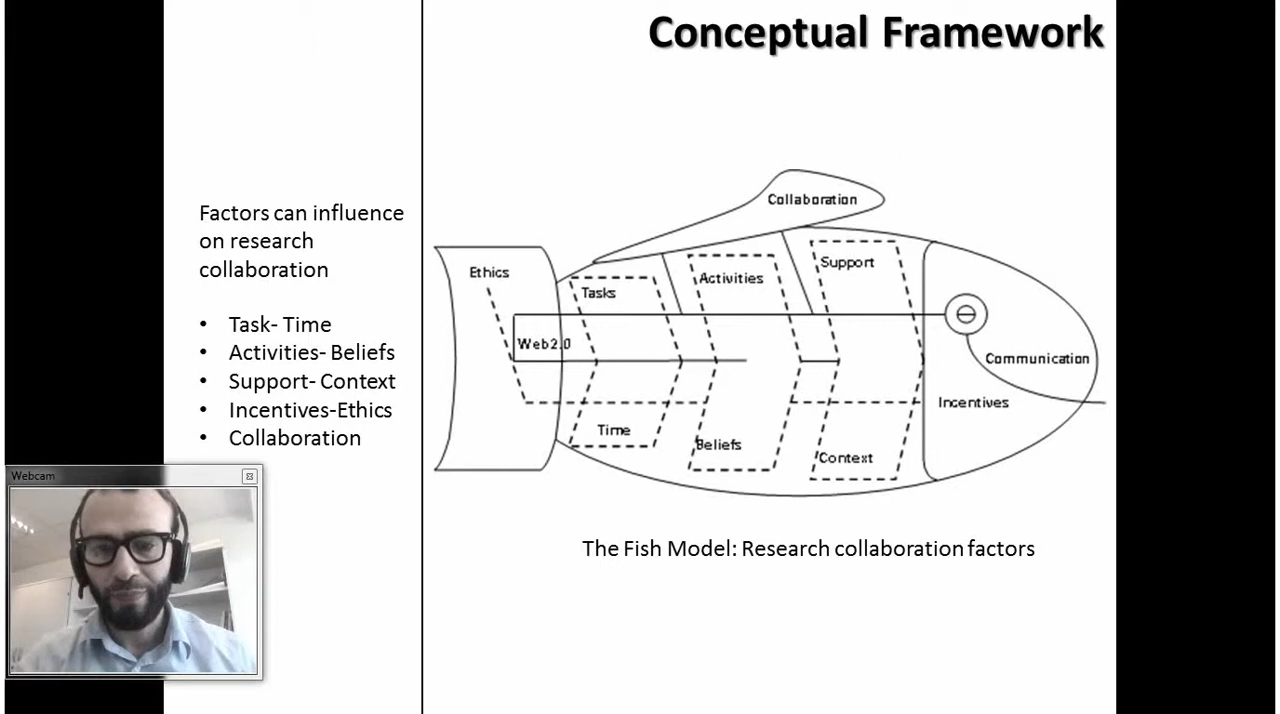 Conceptual Framework
Factors can influence
on research
collaboration
• Task- Time
• Activities- Beliefs
• Support- Context
• Incentives-Ethics
• Collaboration
Collaboration
Ethics
Tasks
Activities
Support
Web2.0
Communication
Incentives
Time
Beliefs
Context
The Fish Model: Research collaboration factors
Webcam